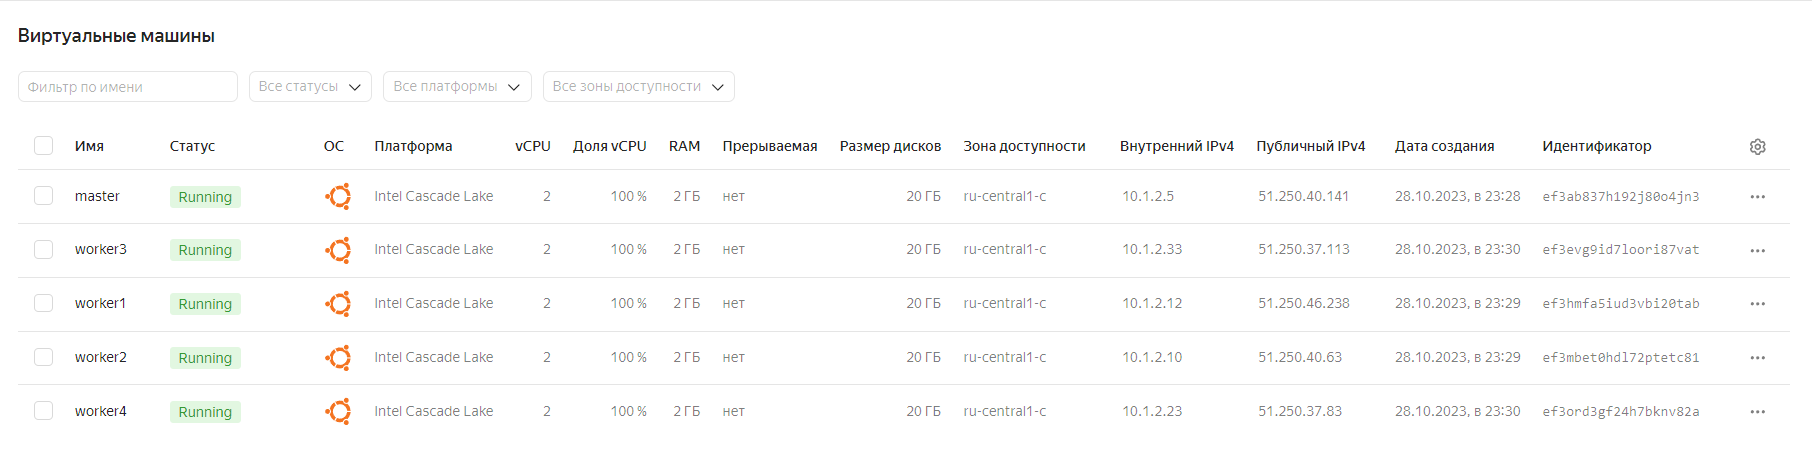 Виртуальные машины
Фильтр по имени Все статусы Все платформы Все зоны доступности
Имя Статус ОС Платформа vCPU Доля vCPU RAM Прерываемая Размер дисков Зона доступности Внутренний IPv4 Публичный IPv4 Дата создания Идентификатор
master Running Intel Cascade Lake 2 100 % 2 ГБ нет 20 ГБ ru-central1-c 10.1.2.5 51.250.40.141 28.10.2023, в 23:28 ef3ab837h192j80o4jn3
worker3 Running Intel Cascade Lake 2 100 % 2 ГБ нет 20 ГБ ru-central1-c 10.1.2.33 51.250.37.113 28.10.2023, в 23:30 ef3evg9id7loori87vat
worker1 Running Intel Cascade Lake 2 100 % 2 ГБ нет 20 ГБ ru-central1-c 10.1.2.12 51.250.46.238 28.10.2023, в 23:29 ef3hmfa5iud3vbi20tab
worker2 Running Intel Cascade Lake 2 100 % 2 ГБ нет 20 ГБ ru-central1-c 10.1.2.10 51.250.40.63 28.10.2023, в 23:29 ef3mbet0hdl72ptetc81
worker4 Running Intel Cascade Lake 2 100 % 2 ГБ нет 20 ГБ ru-central1-c 10.1.2.23 51.250.37.83 28.10.2023, в 23:30 ef3ord3gf24h7bknv82a